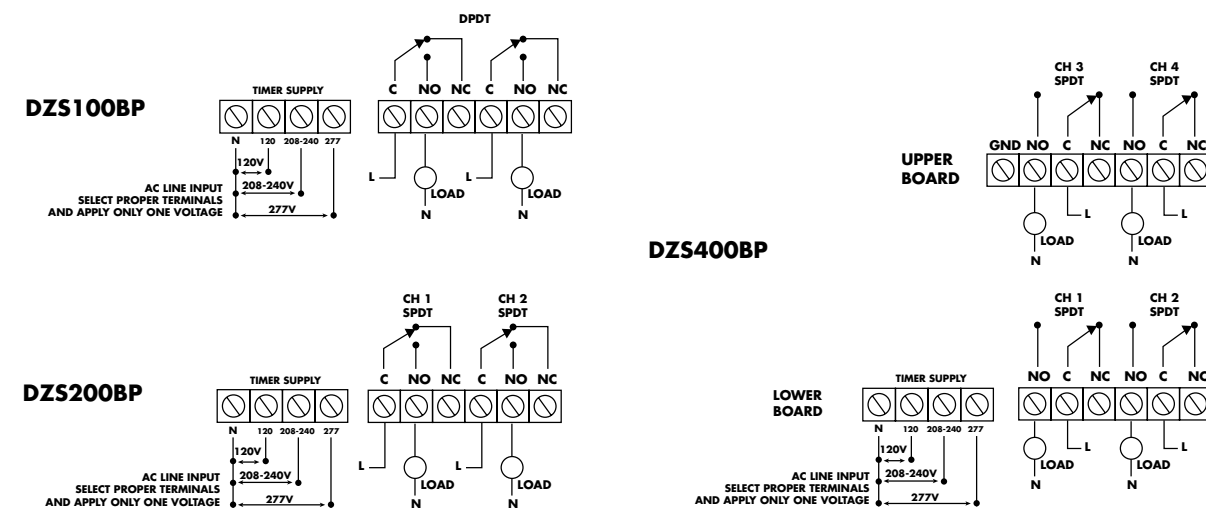 DPDT
C NO NC C NO NC
DZS100BP
TIMER SUPPLY
N 120 208-240 277
120V
208-240V
277V
AC LINE INPUT
SELECT PROPER TERMINALS
AND APPLY ONLY ONE VOLTAGE
L LOAD L LOAD
N N
CH 1 CH 2
SPDT SPDT
C NO NC C NO NC
DZS200BP
TIMER SUPPLY
N 120 208-240 277
120V
208-240V
277V
AC LINE INPUT
SELECT PROPER TERMINALS
AND APPLY ONLY ONE VOLTAGE
L LOAD L LOAD
N N
DZS400BP
CH 3 CH 4
SPDT SPDT
UPPER
BOARD
GND NO C NC NO C NC
L L
LOAD LOAD
N N
CH 1 CH 2
SPDT SPDT
NO C NC NO C NC
LOWER
BOARD
TIMER SUPPLY
N 120 208-240 277
120V
208-240V
277V
AC LINE INPUT
SELECT PROPER TERMINALS
AND APPLY ONLY ONE VOLTAGE
L L
LOAD LOAD
N N